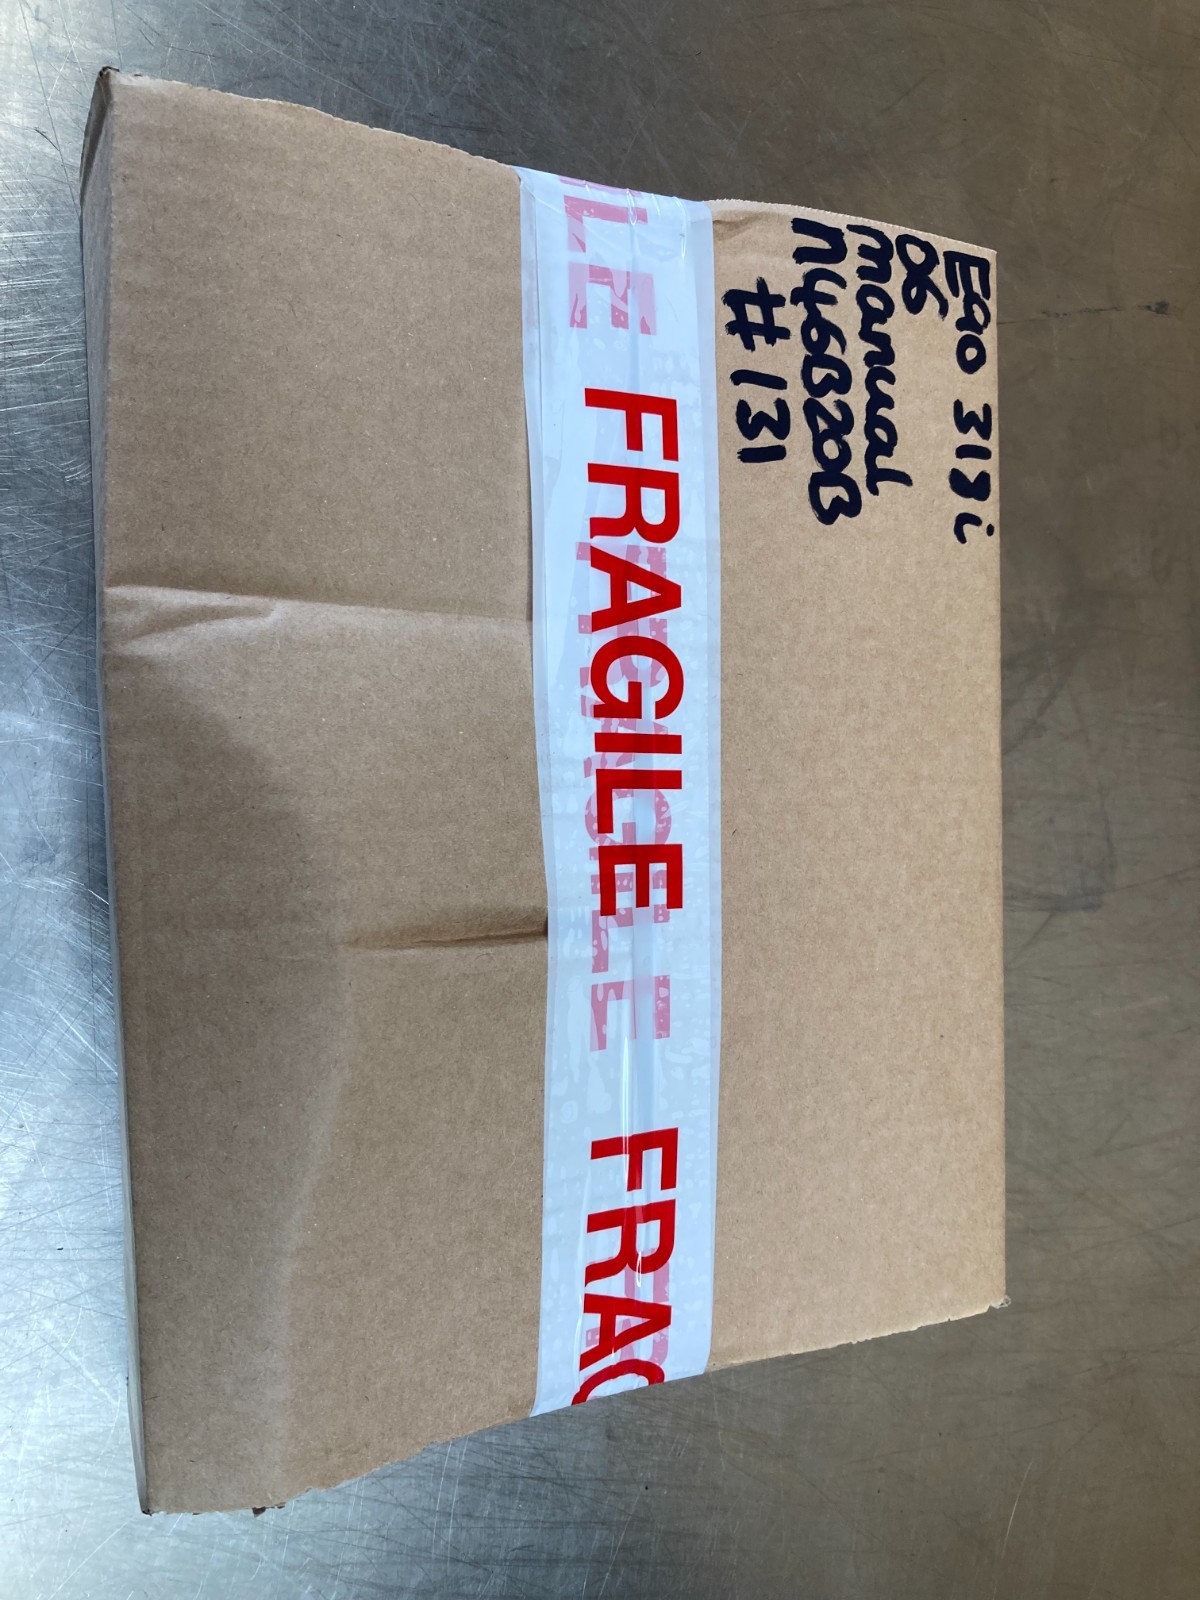 E90 318i
06
manual
N46B20B
#131
FRAGILE FRAG